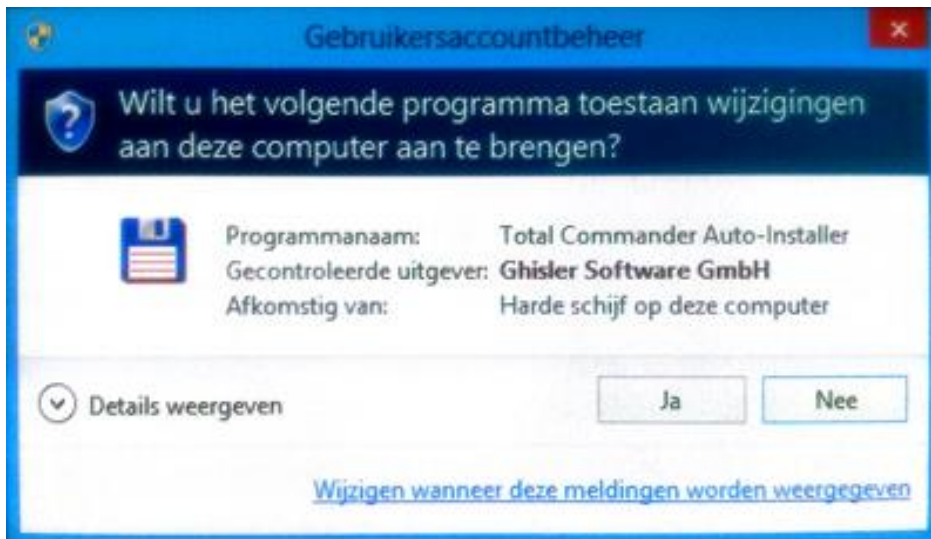 Gebruikersaccountbeheer
Wilt u het volgende programma toestaan wijzigingen
aan deze computer aan te brengen?
Programmanaam: Total Commander Auto-Installer
Gecontroleerde uitgever: Ghisler Software GmbH
Afkomstig van: Harde schijf op deze computer
Details weergeven
Ja
Nee
Wijzigen wanneer deze meldingen worden weergegeven